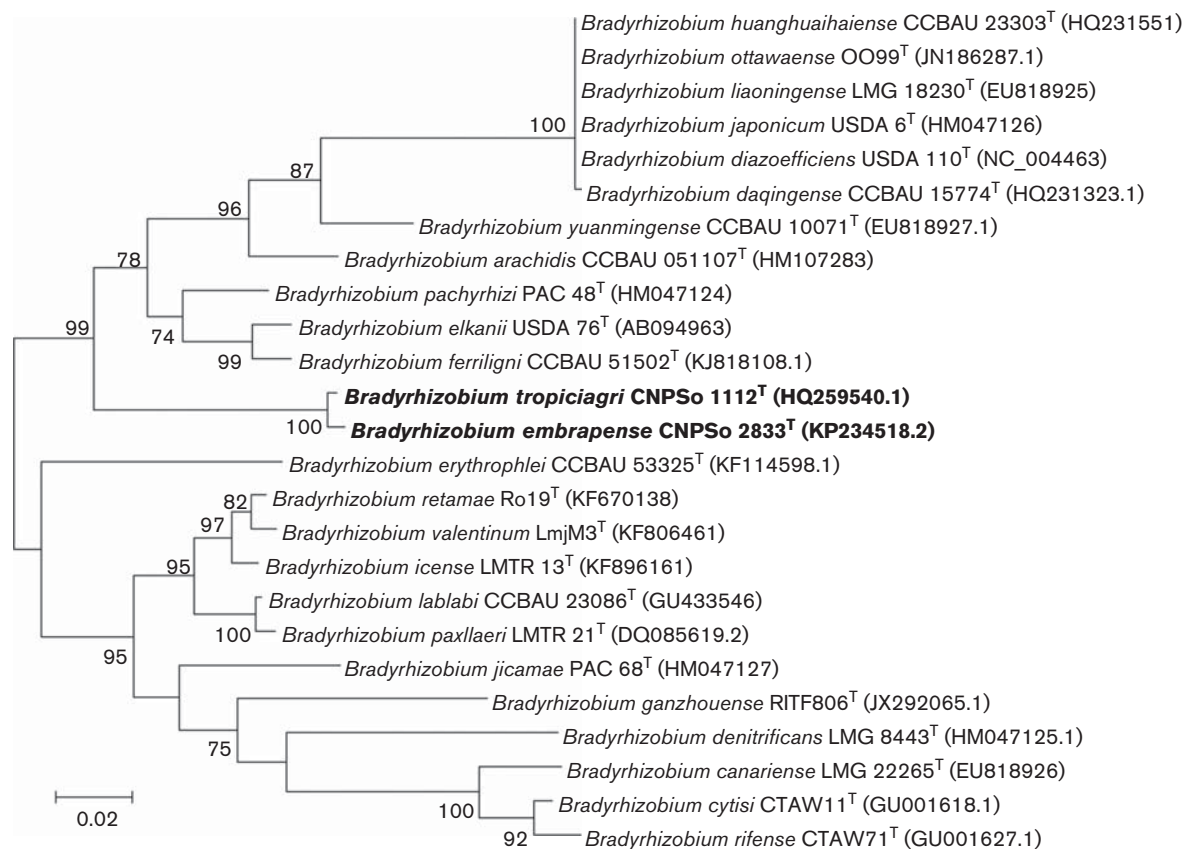 Bradyrhizobium huanghuaihaiense CCBAU 23303T (HQ231551)
Bradyrhizobium ottawaense OO99T (JN186287.1)
Bradyrhizobium liaoningense LMG 18230T (EU818925)
100 Bradyrhizobium japonicum USDA 6T (HM047126)
Bradyrhizobium diazoefficiens USDA 110T (NC_004463)
87
Bradyrhizobium daqingense CCBAU 15774T (HQ231323.1)
96
Bradyrhizobium yuanmingense CCBAU 10071T (EU818927.1)
78 Bradyrhizobium arachidis CCBAU 051107T (HM107283)
Bradyrhizobium pachyrhizi PAC 48T (HM047124)
99 Bradyrhizobium elkanii USDA 76T (AB094963)
74
99 Bradyrhizobium ferriligni CCBAU 51502T (KJ818108.1)
Bradyrhizobium tropiciagri CNPSo 1112T (HQ259540.1)
100 Bradyrhizobium embrapense CNPSo 2833T (KP234518.2)
Bradyrhizobium erythrophlei CCBAU 53325T (KF114598.1)
82 Bradyrhizobium retamae Ro19T (KF670138)
97 Bradyrhizobium valentinum LmjM3T (KF806461)
95 Bradyrhizobium icense LMTR 13T (KF896161)
Bradyrhizobium lablabi CCBAU 23086T (GU433546)
100 Bradyrhizobium paxllaeri LMTR 21T (DQ085619.2)
95
Bradyrhizobium jicamae PAC 68T (HM047127)
Bradyrhizobium ganzhouense RITF806T (JX292065.1)
75 Bradyrhizobium denitrificans LMG 8443T (HM047125.1)
Bradyrhizobium canariense LMG 22265T (EU818926)
100 Bradyrhizobium cytisi CTAW11T (GU001618.1)
0.02
92 Bradyrhizobium rifense CTAW71T (GU001627.1)